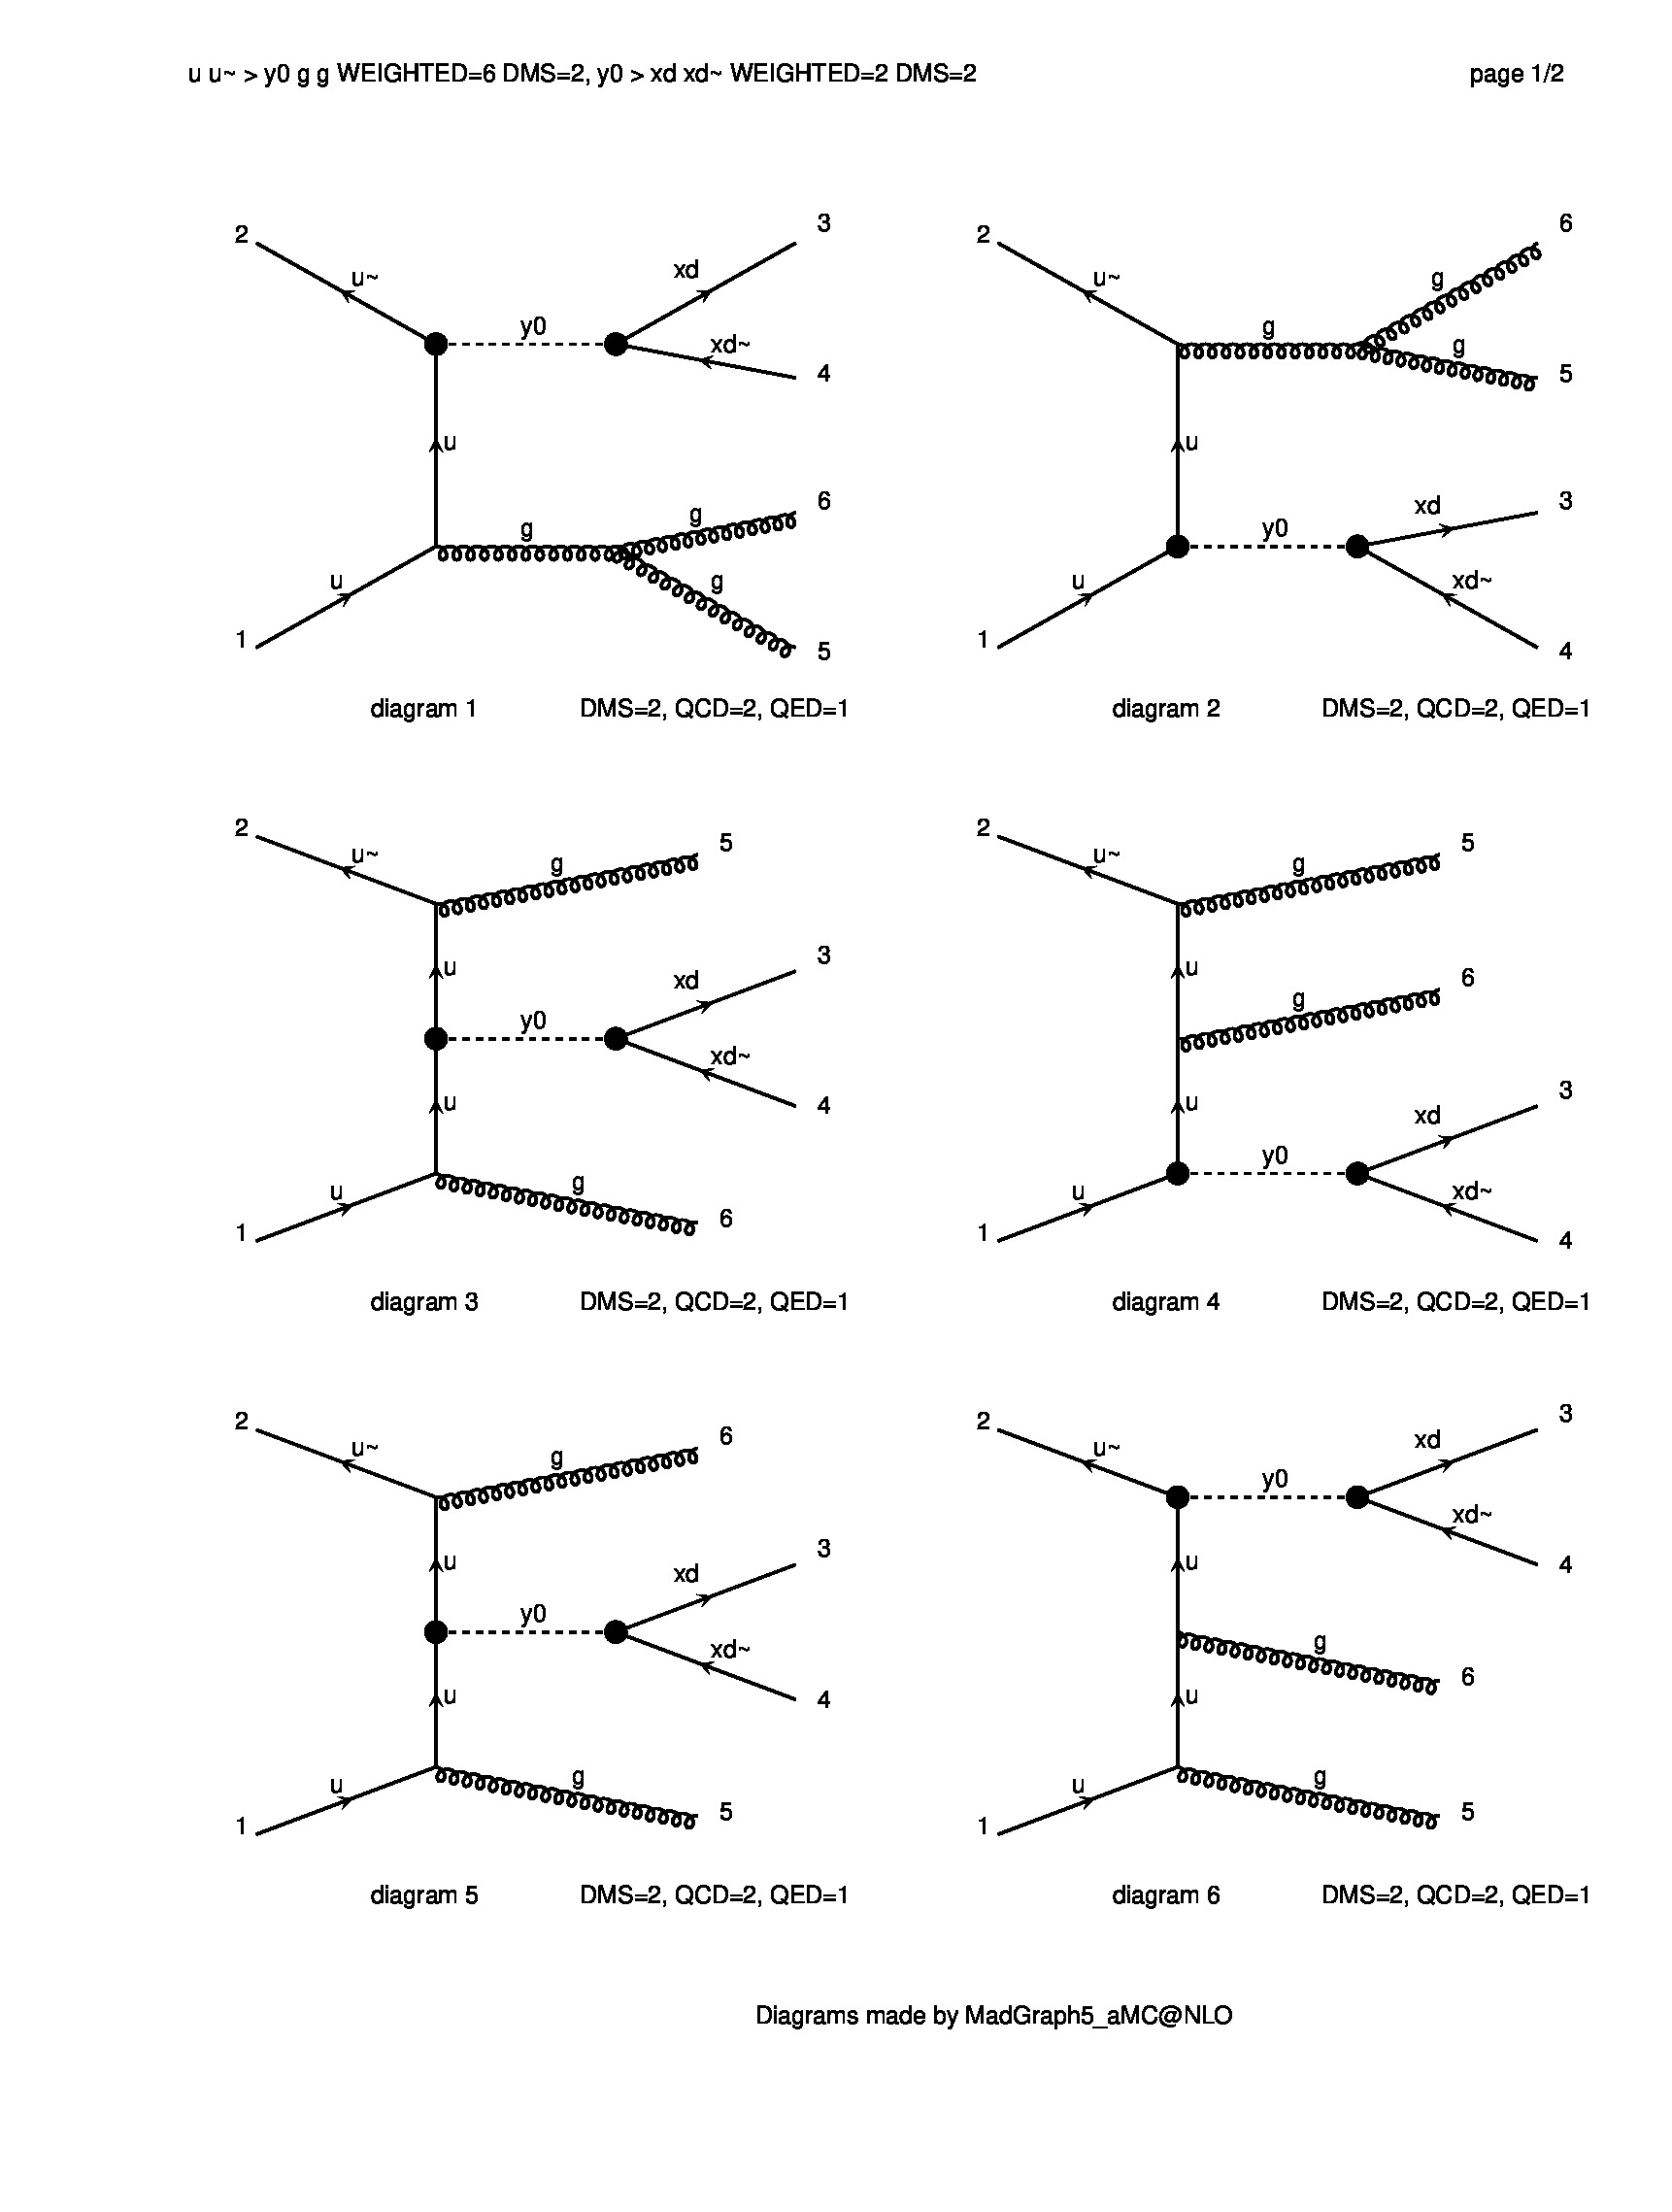 u u~ > y0 g g WEIGHTED=6 DMS=2, y0 > xd xd~ WEIGHTED=2 DMS=2 page 1/2
2
u~
y0
xd
3
xd~
4
u
g
g
6
g
5
u
1
diagram 1 DMS=2, QCD=2, QED=1
2
u~
g
g
6
g
5
u
y0
xd
3
xd~
4
u
1
diagram 2 DMS=2, QCD=2, QED=1
2
u~
g
5
u
y0
xd
3
xd~
4
u
g
6
u
1
diagram 3 DMS=2, QCD=2, QED=1
2
u~
g
5
u
g
6
u
y0
xd
3
xd~
4
u
1
diagram 4 DMS=2, QCD=2, QED=1
2
u~
g
6
u
y0
xd
3
xd~
4
u
g
5
u
1
diagram 5 DMS=2, QCD=2, QED=1
2
u~
y0
xd
3
xd~
4
u
g
6
u
g
5
u
1
diagram 6 DMS=2, QCD=2, QED=1
Diagrams made by MadGraph5_aMC@NLO